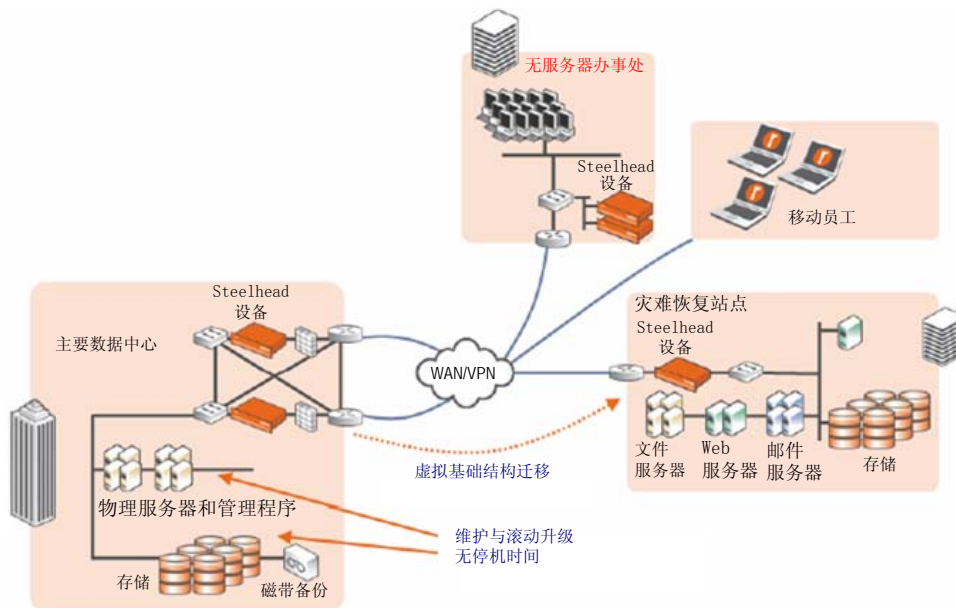 无服务器办事处
Steelhead
设备
移动员工
Steelhead
设备
主要数据中心
WAN/VPN
灾难恢复站点
Steelhead
设备
文件
服务器
Web
服务器
邮件
服务器
存储
虚拟基础结构迁移
物理服务器和管理程序
维护与滚动升级
无停机时间
存储
磁带备份